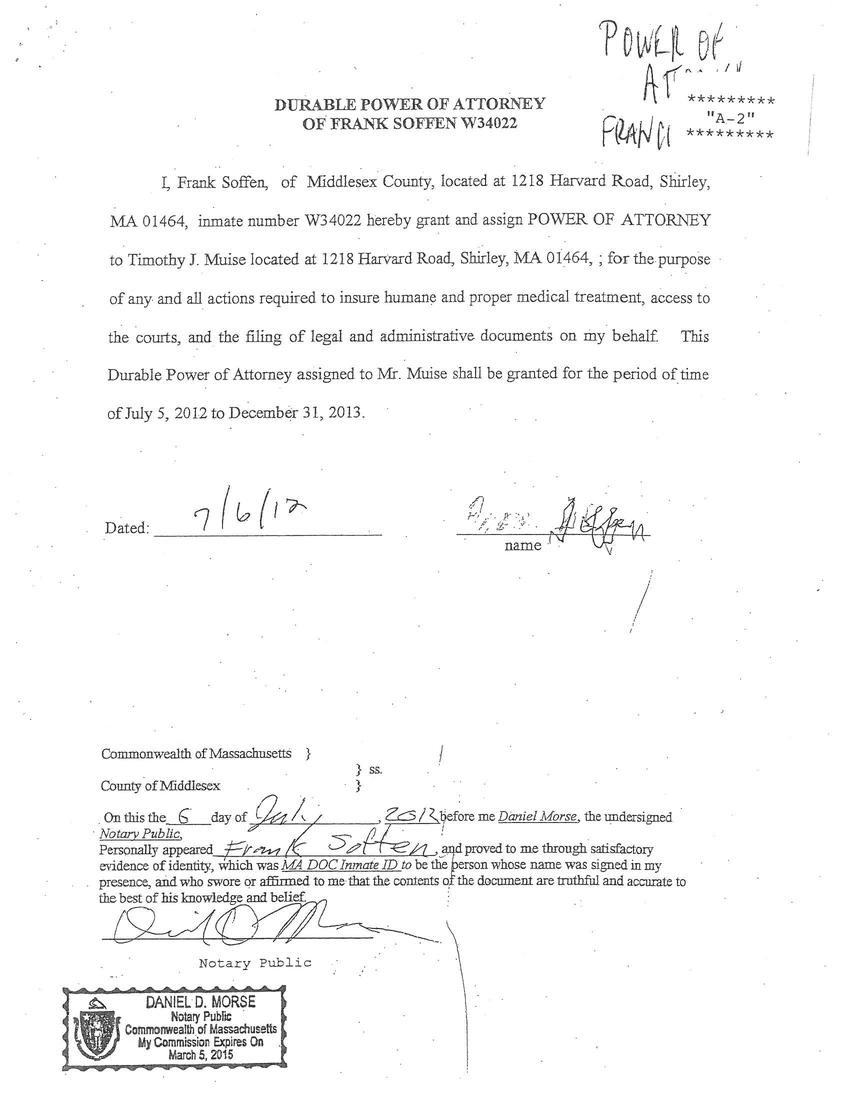 POWER OF
AT
*********
"A-2"
FRANCI *********
DURABLE POWER OF ATTORNEY
OF FRANK SOFFEN W34022
I, Frank Soffen, of Middlesex County, located at 1218 Harvard Road, Shirley,
MA 01464, inmate number W34022 hereby grant and assign POWER OF ATTORNEY
to Timothy J. Muise located at 1218 Harvard Road, Shirley, MA 01464, ; for the purpose
of any and all actions required to insure humane and proper medical treatment, access to
the courts, and the filing of legal and administrative documents on my behalf. This
Durable Power of Attorney assigned to Mr. Muise shall be granted for the period of time
of July 5, 2012 to December 31, 2013.
Dated: 7/6/12
name
Commonwealth of Massachusetts }
} ss.
County of Middlesex }
On this the 6 day of July, 2012 before me Daniel Morse, the undersigned
Notary Public,
Personally appeared Frank Soffen, and proved to me through satisfactory
evidence of identity, which was MA DOC Inmate ID to be the person whose name was signed in my
presence, and who swore or affirmed to me that the contents of the document are truthful and accurate to
the best of his knowledge and belief.
Notary Public
DANIEL D. MORSE
Notary Public
Commonwealth of Massachusetts
My Commission Expires On
March 5, 2015